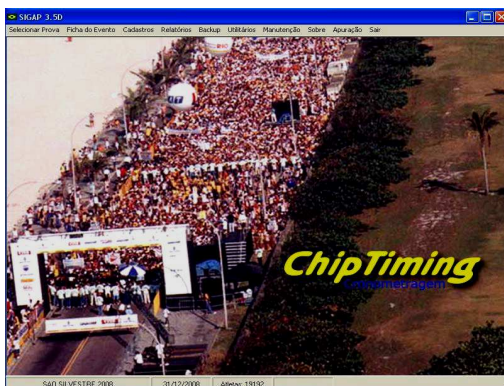 SIGAP 3.5D
Selecionar Prova Ficha do Evento Cadastros Relatórios Backup Utilitários Manutenção Sobre Apuração Sair
ChipTiming
cronometragem
SAO SILVESTRE 2008 31/12/2008 Atletas: 19192